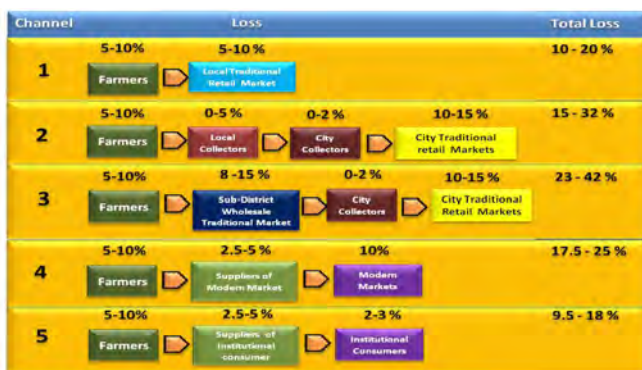 Channel Loss Total Loss
5-10% 5-10 % 10 - 20 %
1
Farmers
Local Traditional
Retail Market
5-10% 0-5 % 0-2 % 10-15 % 15 - 32 %
2
Farmers
Local
Collectors
City
Collectors
City Traditional
retail Markets
5-10% 8 -15% 0-2 % 10-15 % 23 - 42 %
3
Farmers
Sub-District
Wholesale
Traditional Market
City
Collectors
City Traditional
Retail Markets
5-10% 2.5-5 % 10% 17.5 - 25 %
4
Farmers
Suppliers of
Modern Market
Modern
Markets
5-10% 2.5-5 % 2-3 % 9.5 - 18 %
5
Farmers
Suppliers of
Institutional
consumer
Institutional
Consumers